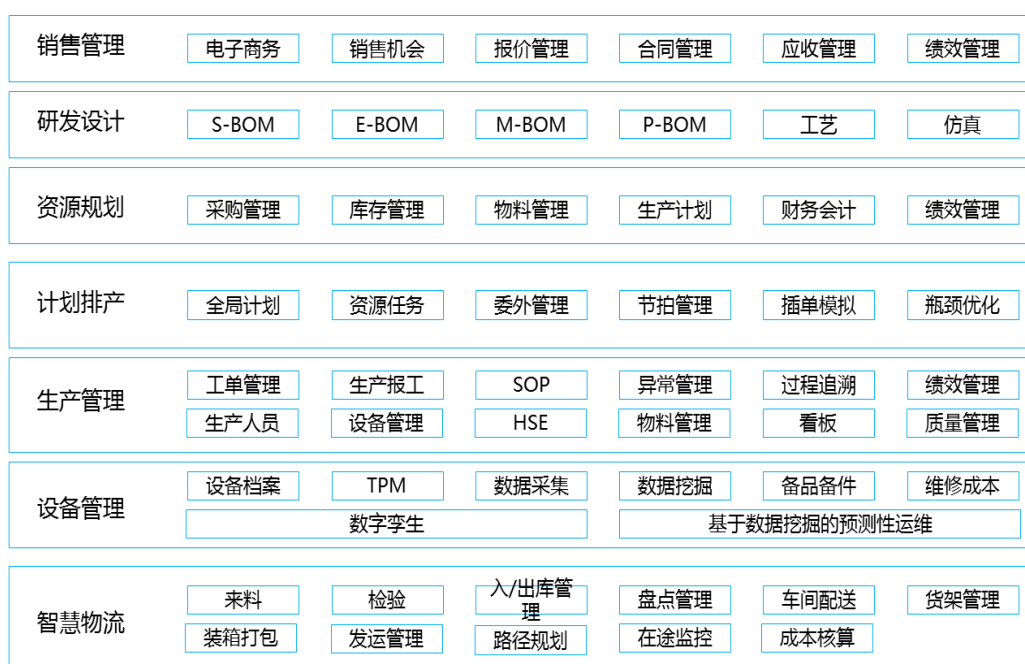 销售管理
电子商务 销售机会 报价管理 合同管理 应收管理 绩效管理
研发设计
S-BOM E-BOM M-BOM P-BOM 工艺 仿真
资源规划
采购管理 库存管理 物料管理 生产计划 财务会计 绩效管理
计划排产
全局计划 资源任务 委外管理 节拍管理 插单模拟 瓶颈优化
生产管理
工单管理 生产报工 SOP 异常管理 过程追溯 绩效管理
生产人员 设备管理 HSE 物料管理 看板 质量管理
设备管理
设备档案 TPM 数据采集 数据挖掘 备品备件 维修成本
数字孪生 基于数据挖掘的预测性运维
智慧物流
来料 检验 入/出库管理 盘点管理 车间配送 货架管理
装箱打包 发运管理 路径规划 在途监控 成本核算